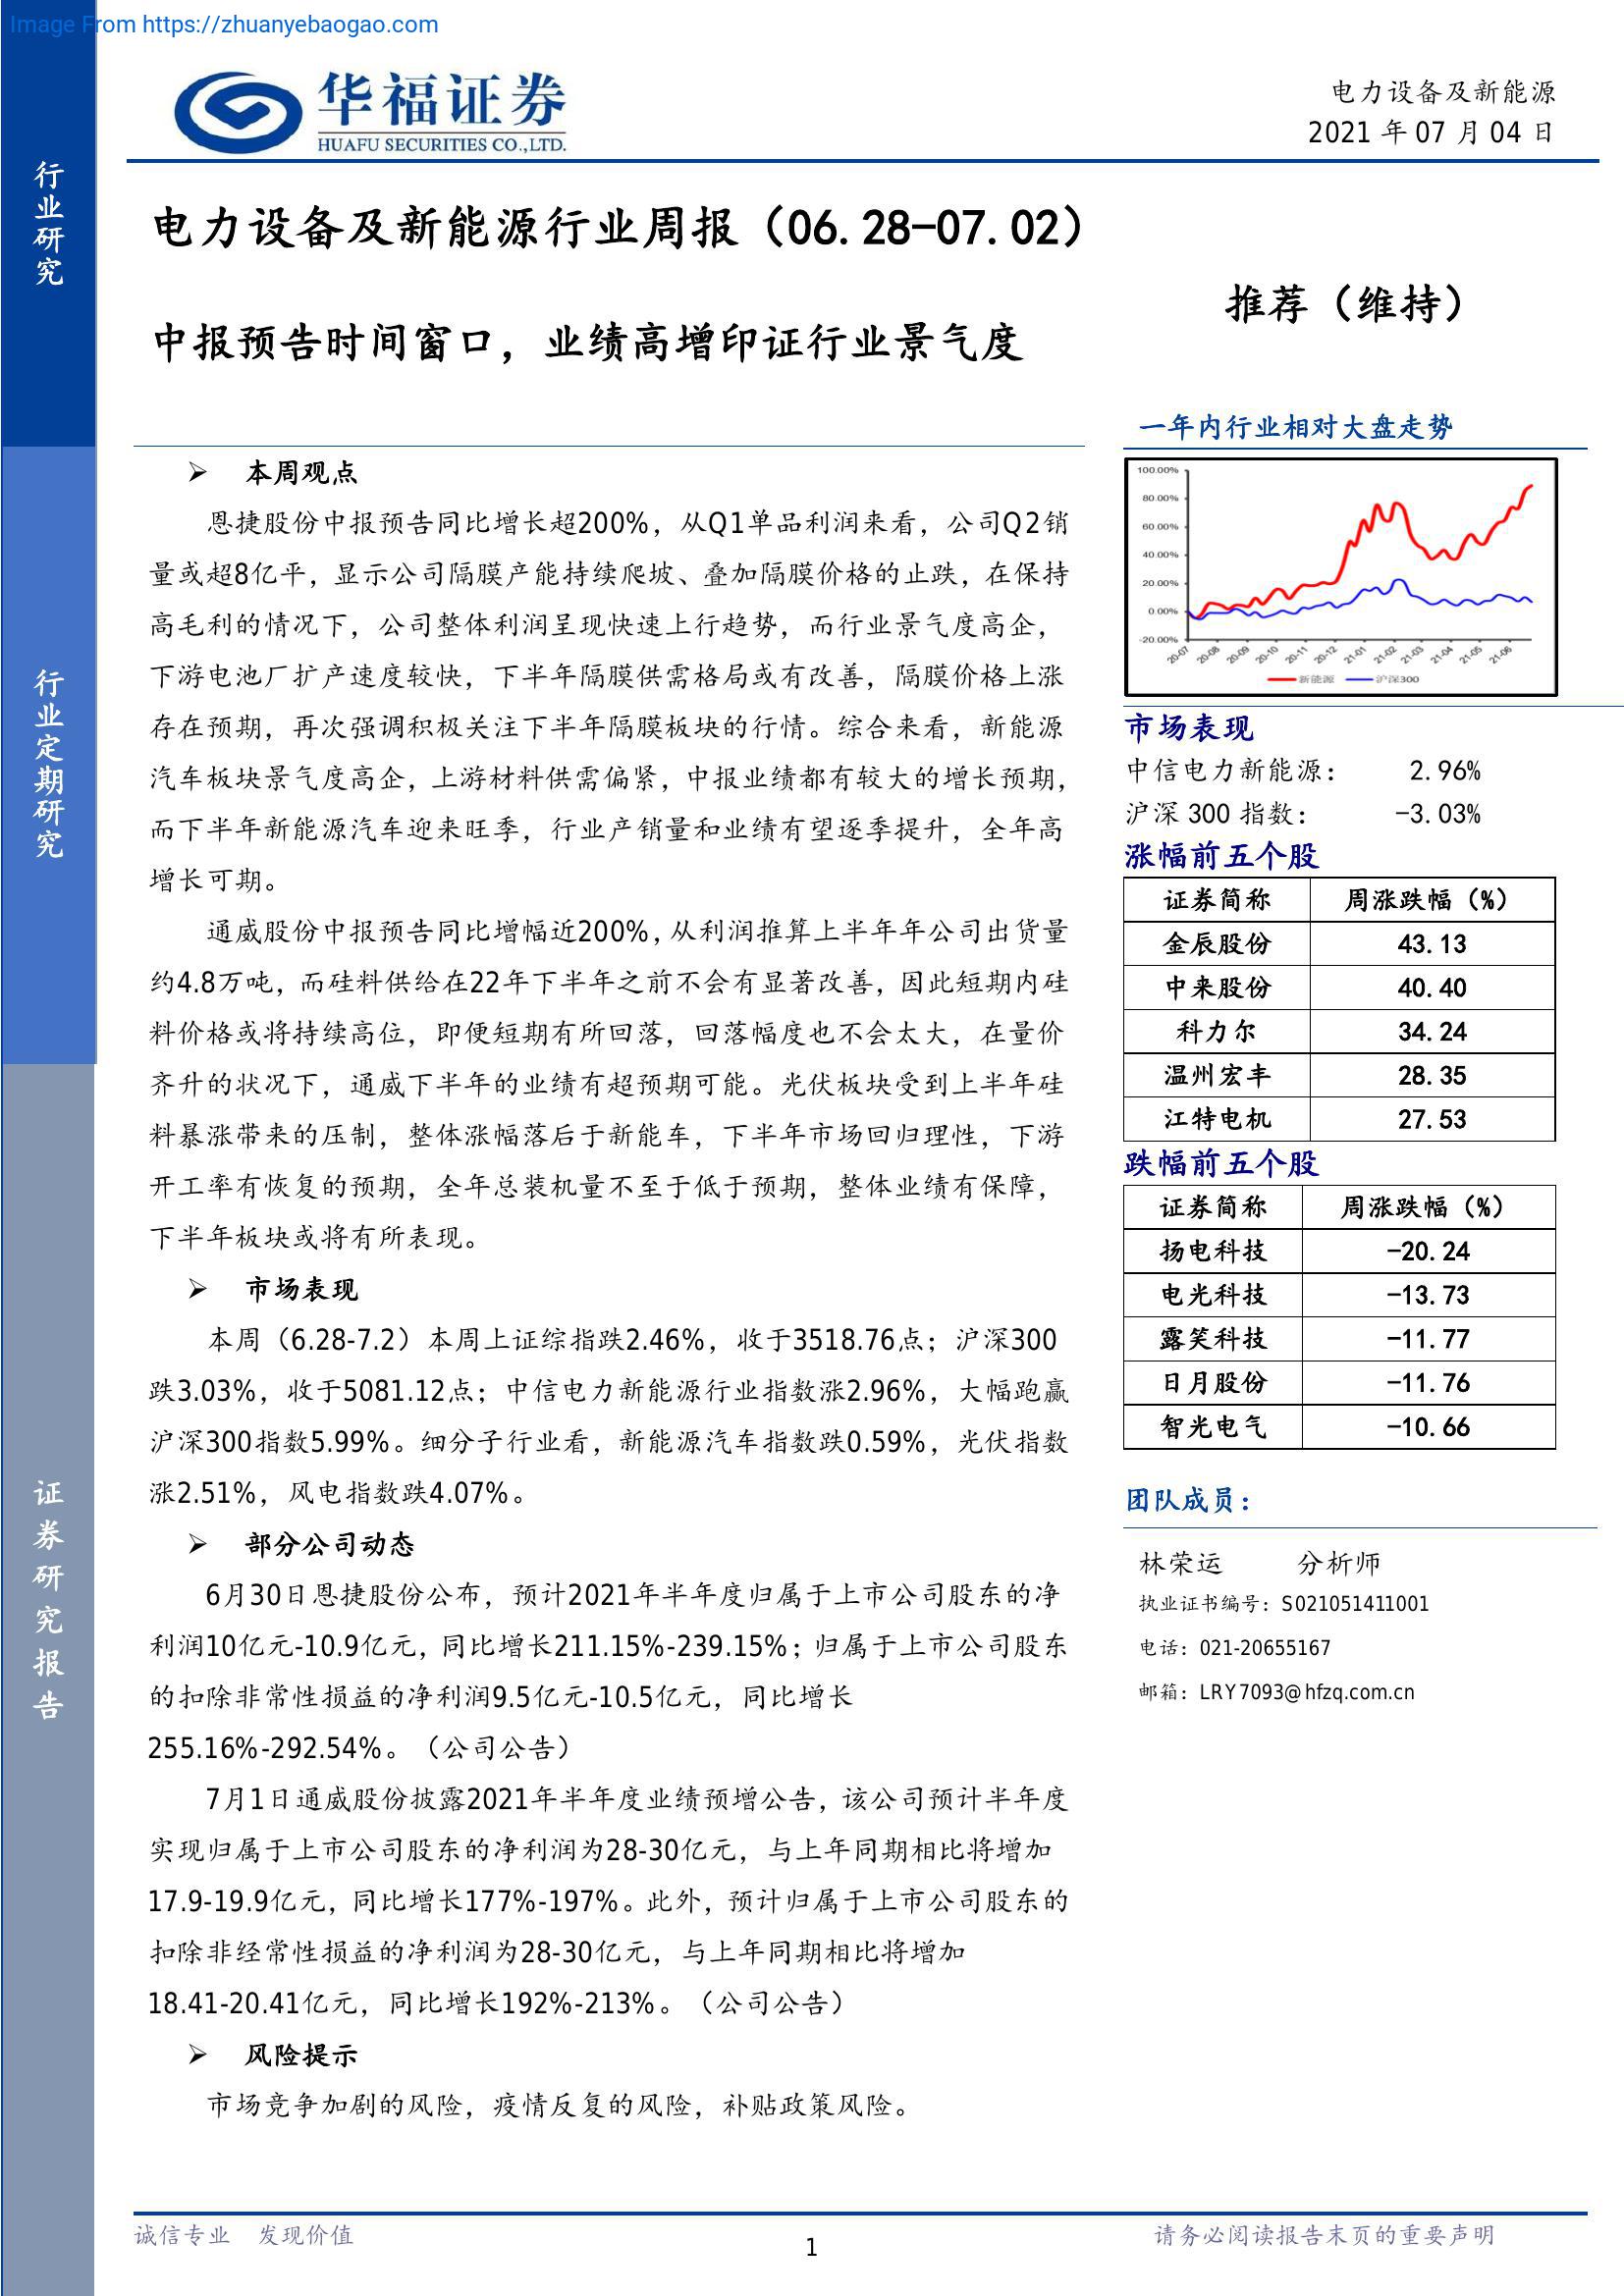 Image From https://zhuanyebaogao.com
华福证券
HUAFU SECURITIES CO.,LTD.
电力设备及新能源
2021 年 07 月 04 日
行业研究
行业定期研究
证券研究报告
电力设备及新能源行业周报（06.28-07.02）
中报预告时间窗口，业绩高增印证行业景气度
推荐（维持）
➢ 本周观点
恩捷股份中报预告同比增长超200%，从Q1单品利润来看，公司Q2销
量或超8亿平，显示公司隔膜产能持续爬坡、叠加隔膜价格的止跌，在保持
高毛利的情况下，公司整体利润呈现快速上行趋势，而行业景气度高企，
下游电池厂扩产速度较快，下半年隔膜供需格局或有改善，隔膜价格上涨
存在预期，再次强调积极关注下半年隔膜板块的行情。综合来看，新能源
汽车板块景气度高企，上游材料供需偏紧，中报业绩都有较大的增长预期，
而下半年新能源汽车迎来旺季，行业产销量和业绩有望逐季提升，全年高
增长可期。
通威股份中报预告同比增幅近200%，从利润推算上半年年公司出货量
约4.8万吨，而硅料供给在22年下半年之前不会有显著改善，因此短期内硅
料价格或将持续高位，即便短期有所回落，回落幅度也不会太大，在量价
齐升的状况下，通威下半年的业绩有超预期可能。光伏板块受到上半年硅
料暴涨带来的压制，整体涨幅落后于新能车，下半年市场回归理性，下游
开工率有恢复的预期，全年总装机量不至于低于预期，整体业绩有保障，
下半年板块或将有所表现。
➢ 市场表现
本周（6.28-7.2）本周上证综指跌2.46%，收于3518.76点；沪深300
跌3.03%，收于5081.12点；中信电力新能源行业指数涨2.96%，大幅跑赢
沪深300指数5.99%。细分子行业看，新能源汽车指数跌0.59%，光伏指数
涨2.51%，风电指数跌4.07%。
➢ 部分公司动态
6月30日恩捷股份公布，预计2021年半年度归属于上市公司股东的净
利润10亿元-10.9亿元，同比增长211.15%-239.15%；归属于上市公司股东
的扣除非常性损益的净利润9.5亿元-10.5亿元，同比增长
255.16%-292.54%。（公司公告）
7月1日通威股份披露2021年半年度业绩预增公告，该公司预计半年度
实现归属于上市公司股东的净利润为28-30亿元，与上年同期相比将增加
17.9-19.9亿元，同比增长177%-197%。此外，预计归属于上市公司股东的
扣除非经常性损益的净利润为28-30亿元，与上年同期相比将增加
18.41-20.41亿元，同比增长192%-213%。（公司公告）
➢ 风险提示
市场竞争加剧的风险，疫情反复的风险，补贴政策风险。
一年内行业相对大盘走势
100.00%
80.00%
60.00%
40.00%
20.00%
0.00%
-20.00%
20-07 20-08 20-09 20-10 20-11 20-12 21-01 21-02 21-03 21-04 21-05 21-06
新能源 沪深300
市场表现
中信电力新能源： 2.96%
沪深 300 指数： -3.03%
涨幅前五个股
证券简称 周涨跌幅（%）
金辰股份 43.13
中来股份 40.40
科力尔 34.24
温州宏丰 28.35
江特电机 27.53
跌幅前五个股
证券简称 周涨跌幅（%）
扬电科技 -20.24
电光科技 -13.73
露笑科技 -11.77
日月股份 -11.76
智光电气 -10.66
团队成员：
林荣运 分析师
执业证书编号：S021051411001
电话：021-20655167
邮箱：LRY7093@hfzq.com.cn
诚信专业 发现价值
1
请务必阅读报告末页的重要声明